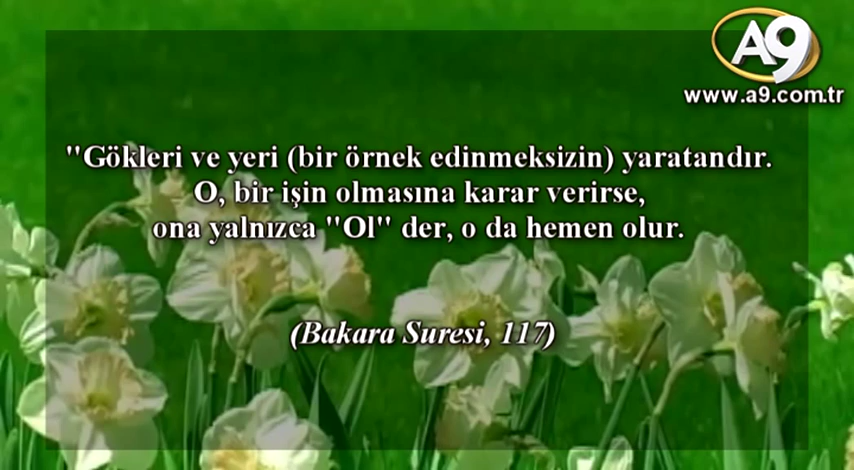 A9
www.a9.com.tr
"Gökleri ve yeri (bir örnek edinmeksizin) yaratandır.
O, bir işin olmasına karar verirse,
ona yalnızca "Ol" der, o da hemen olur.
(Bakara Suresi, 117)